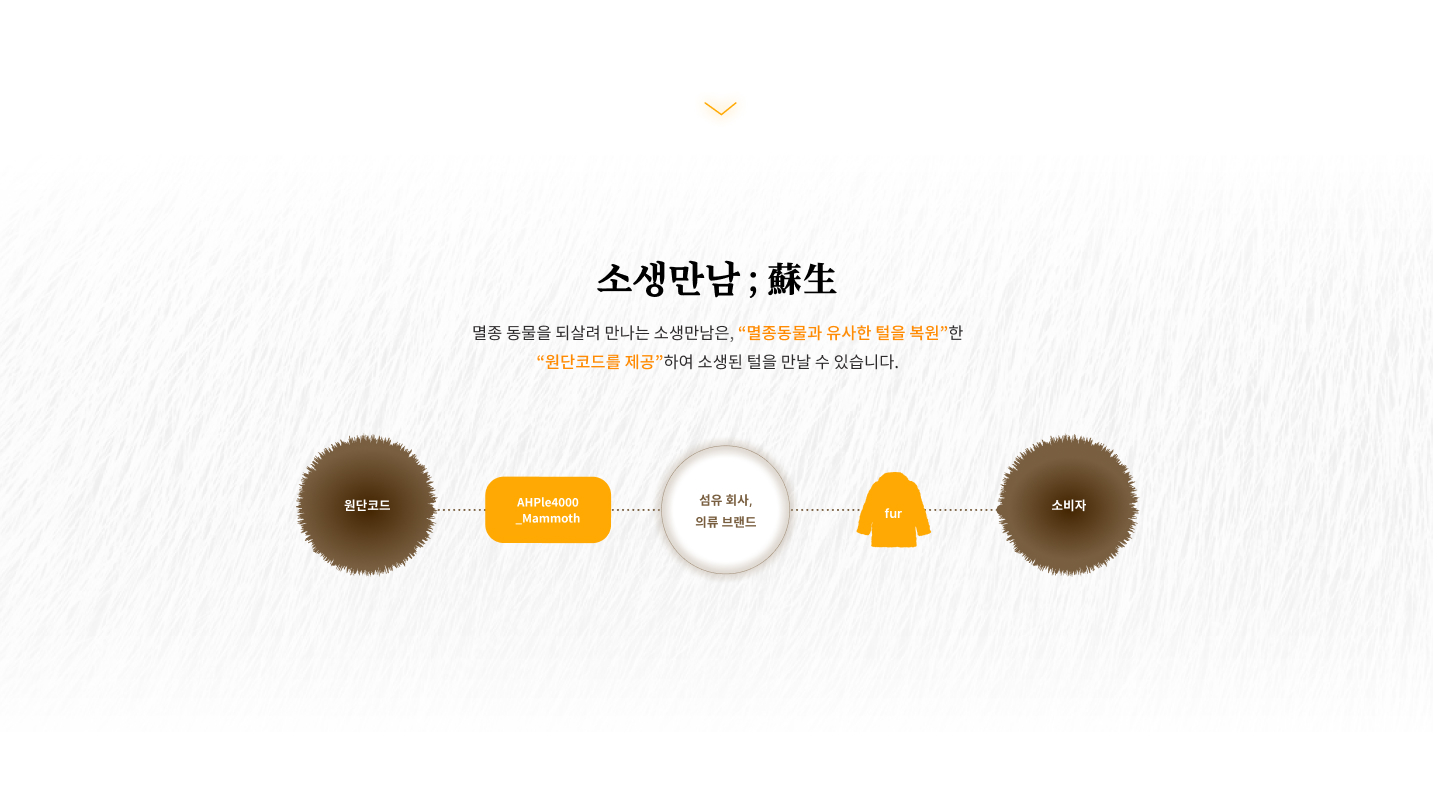 소생만남 ; 蘇生
멸종 동물을 되살려 만나는 소생만남은, “멸종동물과 유사한 털을 복원”한
“원단코드를 제공”하여 소생된 털을 만날 수 있습니다.
원단코드
AHPle4000
_Mammoth
섬유 회사,
의류 브랜드
fur
소비자